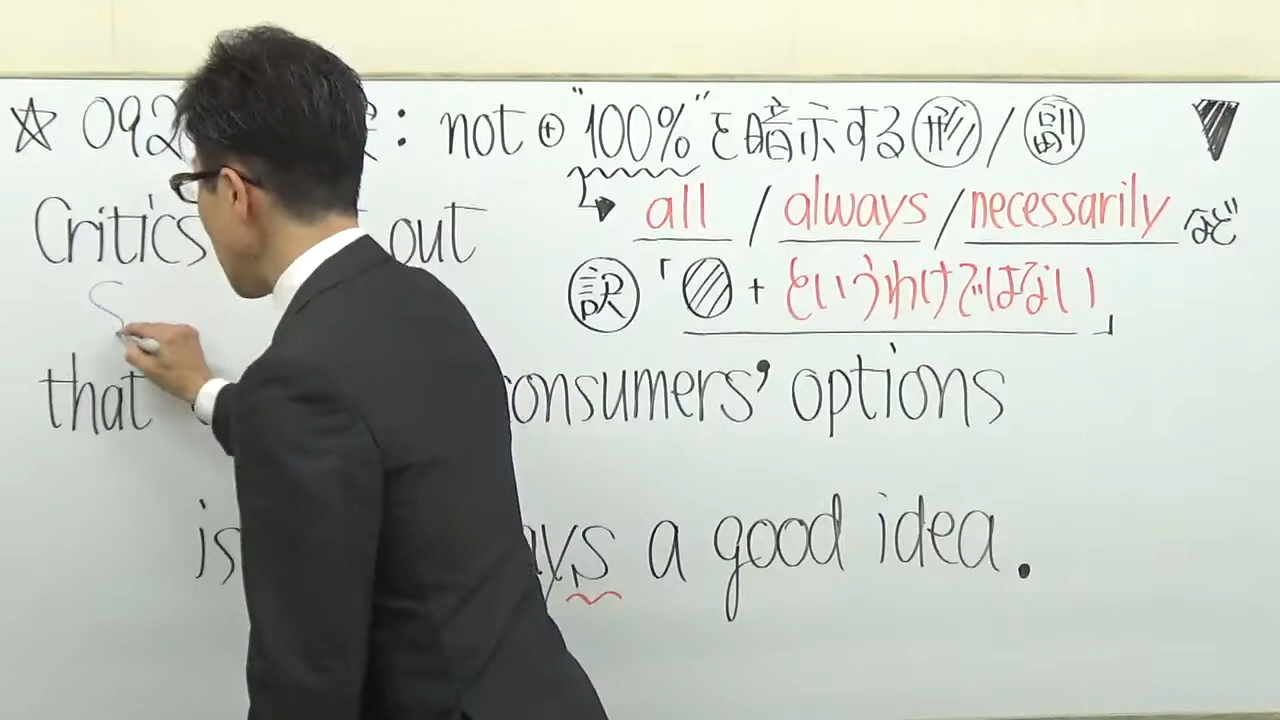 ☆ 092 : not ⊕ "100%"を暗示する形/副
all / always / necessarily など
Critics out
訳「 + というわけではない」
S
that consumers' options
is a good idea.